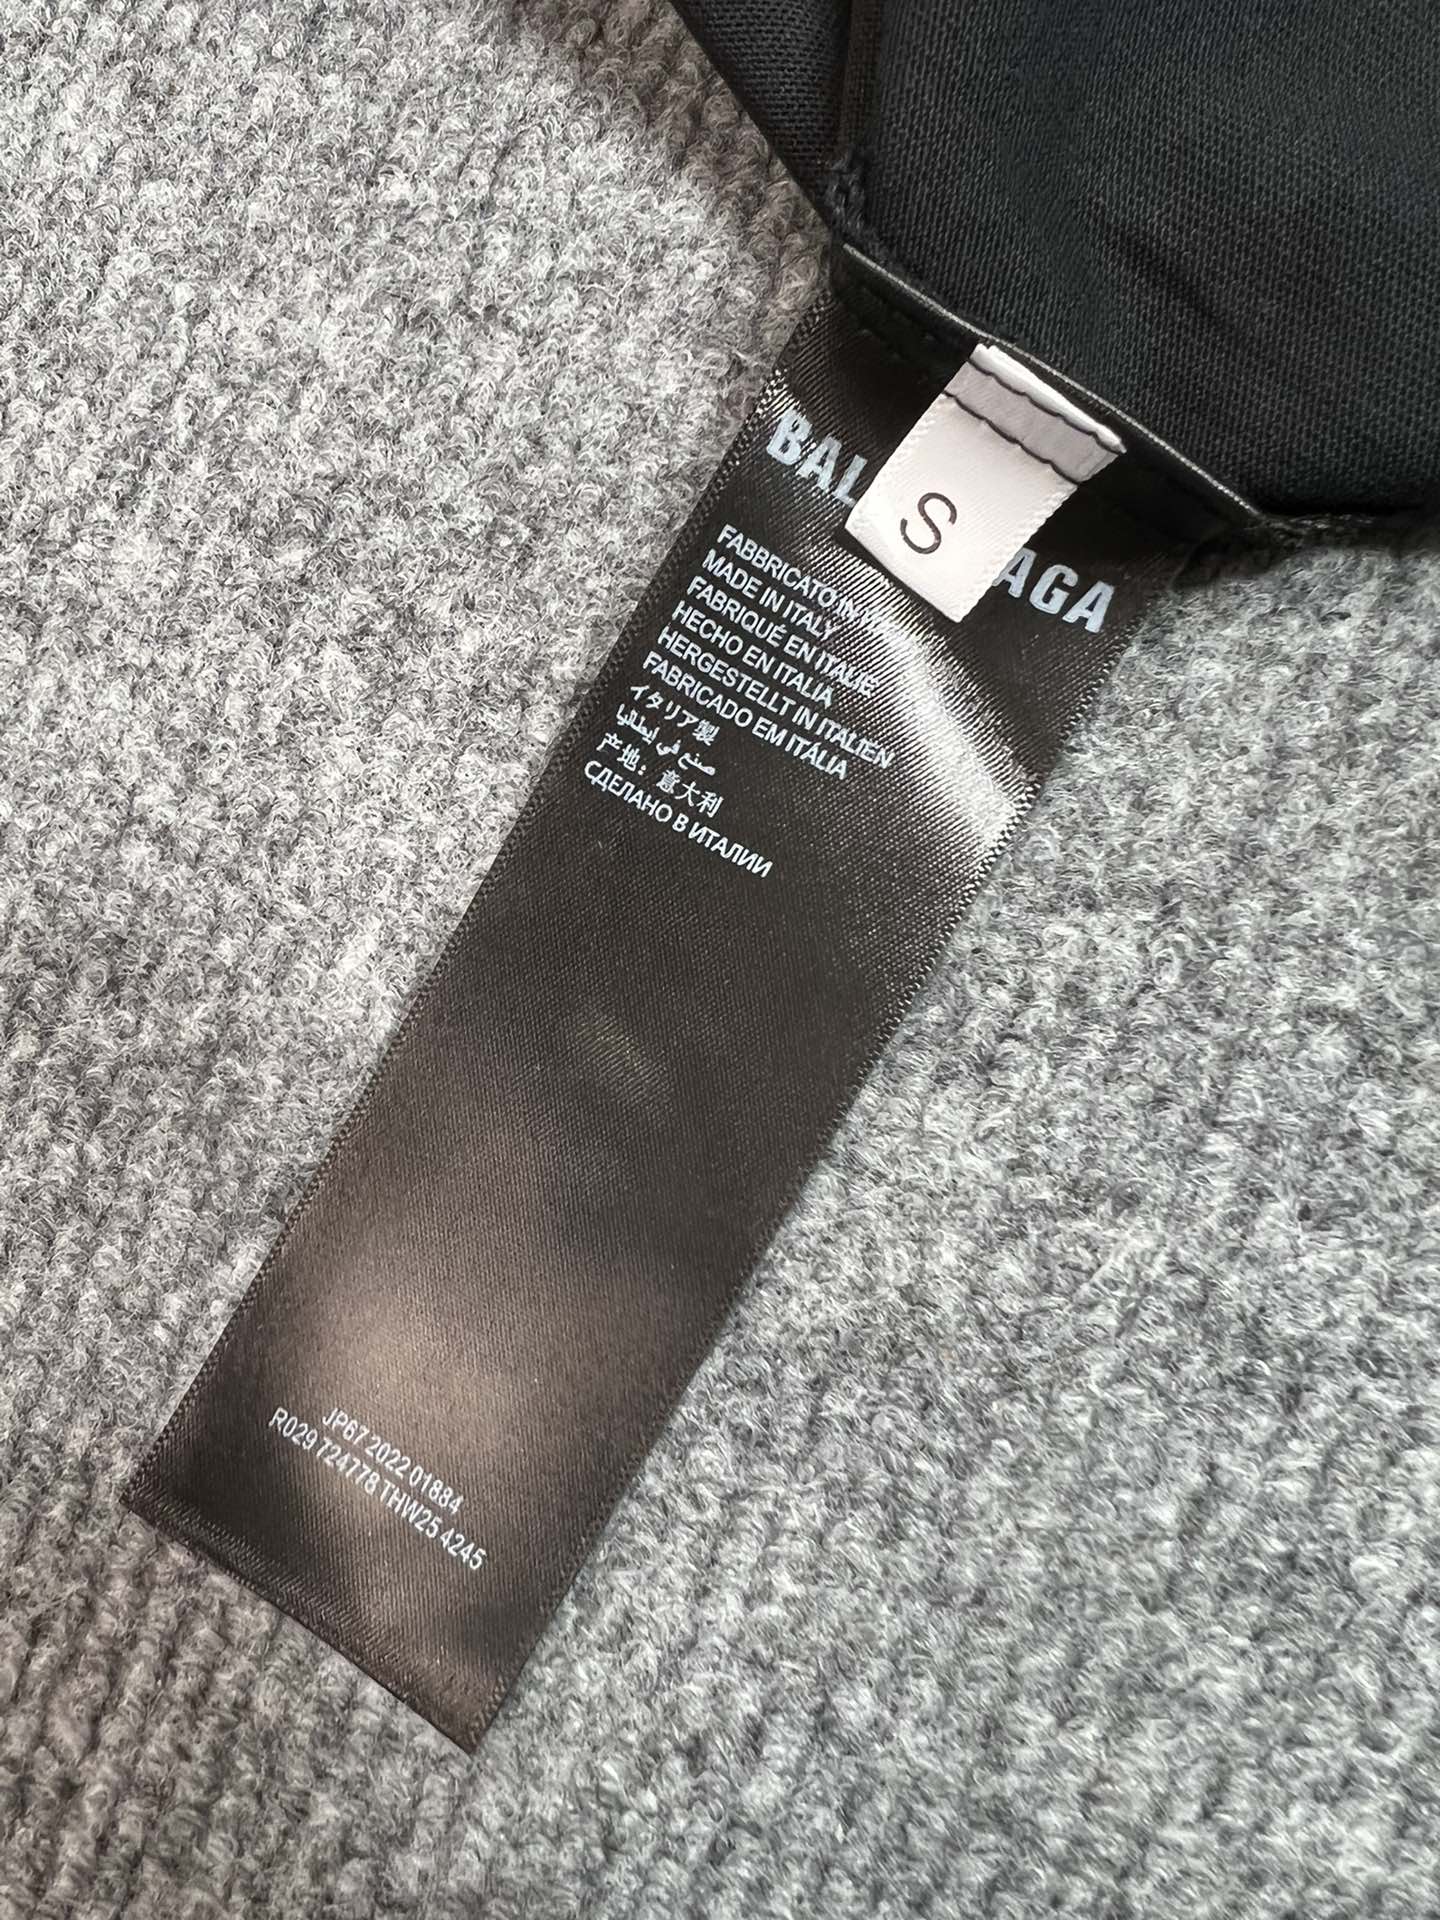 BAL AGA
S
FABBRICATO IN
MADE IN ITALY
FABRIQUÉ EN ITALIE
HECHO EN ITALIA
HERGESTELLT IN ITALIEN
FABRICADO EM ITÁLIA
イタリア製
صنع في إيطاليا
产地：意大利
СДЕЛАНО В ИТАЛИИ
JP67 2022 01884
R029 724778 THW25 4245